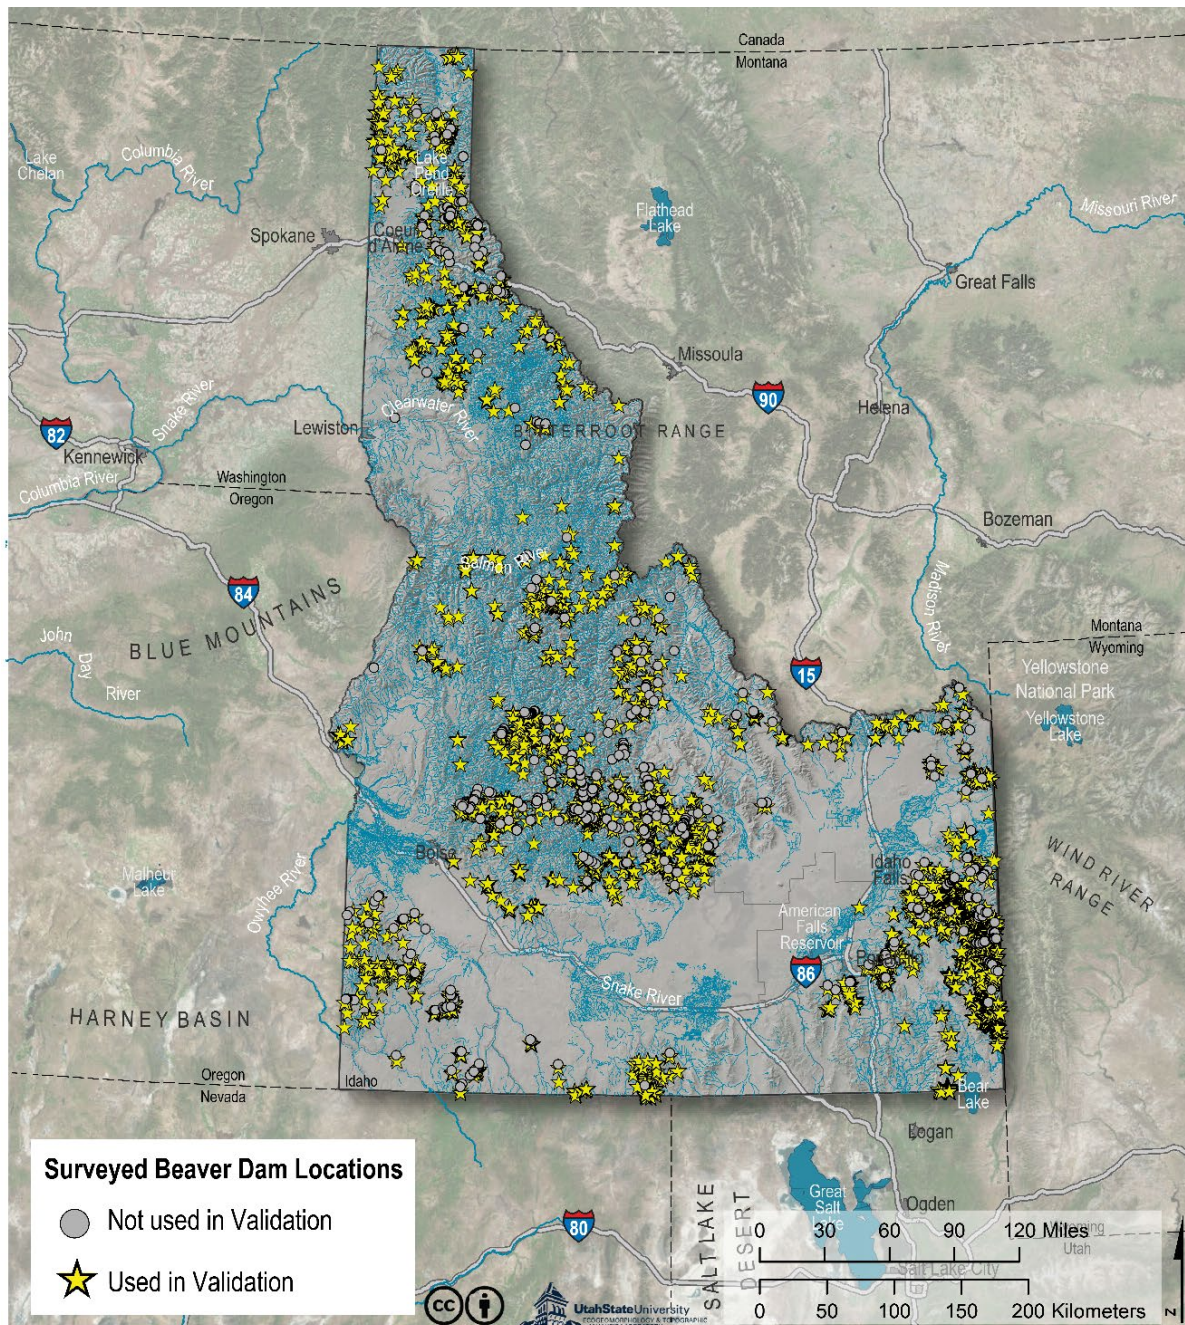 Canada
Montana
Columbia River
Lake
Chelan
Lake
Pend
Oreille
Flathead
Lake
Missouri River
Spokane
Coeur
d'Alene
Great Falls
Missoula
90
Helena
Snake River
Clearwater River
Lewiston
BITTERROOT RANGE
82
Kennewick
Columbia River
Washington
Oregon
Bozeman
Salmon River
Madison River
84
BLUE MOUNTAINS
John
Day
River
Montana
Wyoming
15
Yellowstone
National Park
Yellowstone
Lake
Boise
Malheur
Lake
Owyhee River
Idaho
Falls
WIND RIVER
RANGE
American
Falls
Reservoir
Pocatello
86
Snake River
HARNEY BASIN
Oregon
Nevada
Idaho
Bear
Lake
Logan
Surveyed Beaver Dam Locations
Not used in Validation
Used in Validation
80
SALT LAKE
DESERT
Great
Salt
Lake
Ogden
0 30 60 90 120 Miles
Wyoming
Utah
Salt Lake City
0 50 100 150 200 Kilometers
cc
UtahStateUniversity
ECOGEOMORPHOLOGY & TOPOGRAPHIC
N